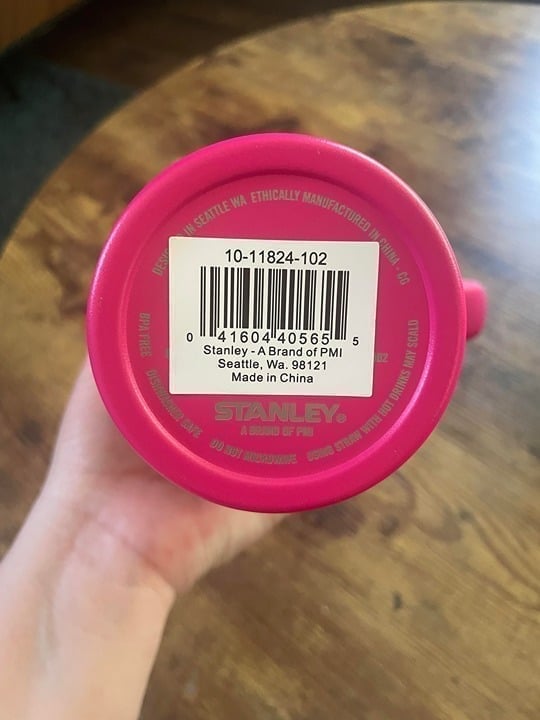 DESIG IN SEATTLE WA ETHICALLY MANUFACTURED IN CHINA - CG
10-11824-102
0 41604 40565 5
Stanley - A Brand of PMI
Seattle, Wa. 98121
Made in China
BPA FREE
DISHWASHER SAFE
DO NOT MICROWAVE
USING STRAW WITH HOT DRINKS MAY SCALD
STANLEY®
A BRAND OF PMI